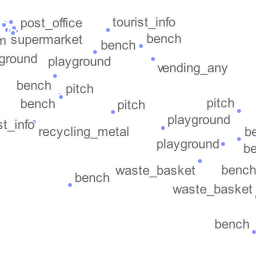 post_office
tourist_info
m supermarket
bench
bench
ground
playground
vending_any
bench
pitch
bench
pitch
pitch
st_info
recycling_metal
playground
be
playground
be
waste_basket
bench
bench
waste_basket
bench